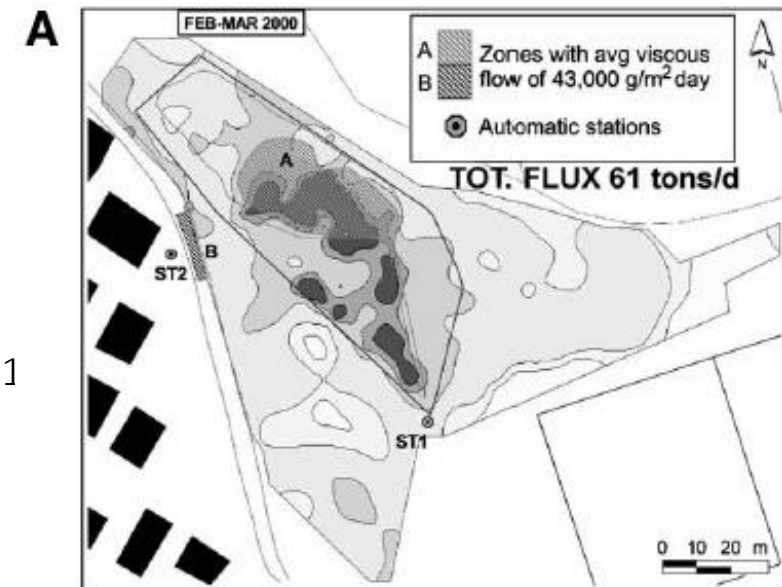 A
FEB-MAR 2000
A Zones with avg viscous
B flow of 43,000 g/m² day
Automatic stations
N
TOT. FLUX 61 tons/d
A
B
ST2
1
ST1
0 10 20 m